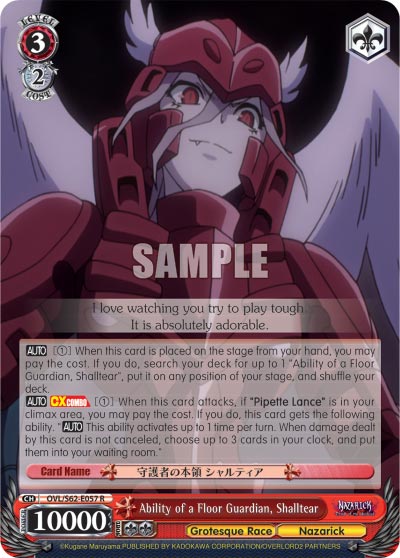 LEVEL
3
2
COST
SAMPLE
I love watching you try to play tough.
It is absolutely adorable.
AUTO [①] When this card is placed on the stage from your hand, you may
pay the cost. If you do, search your deck for up to 1 "Ability of a Floor
Guardian, Shalltear", put it on any position of your stage, and shuffle your
deck.
AUTO CXCOMBO [①] When this card attacks, if "Pipette Lance" is in your
climax area, you may pay the cost. If you do, this card gets the following
ability. "AUTO This ability activates up to 1 time per turn. When damage dealt
by this card is not canceled, choose up to 3 cards in your clock, and put
them in your waiting room."
Card Name 守護者の本領 シャルティア
CH OVL/S62-E057 R
Ability of a Floor Guardian, Shalltear
NAZARICK
POWER 10000
Grotesque Race
Nazarick
©Kugane Maruyama,PUBLISHED BY KADOKAWA CORPORATION/OVERLORD2 PARTNERS